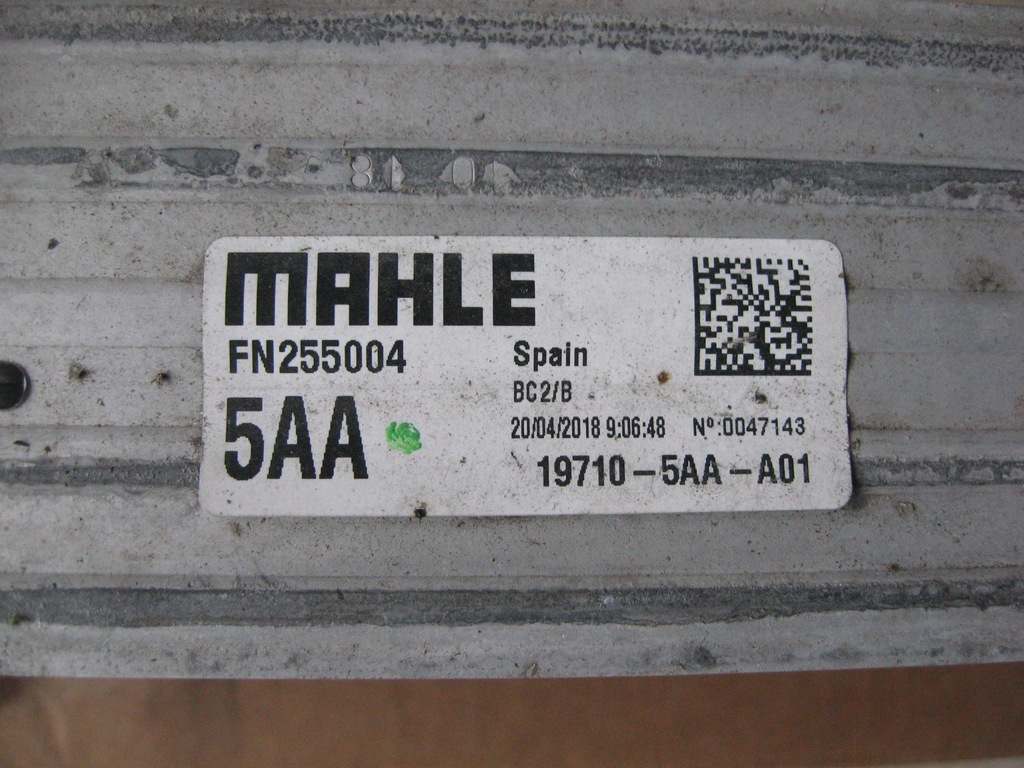 MAHLE
FN255004
Spain
BC2/B
5AA
20/04/2018 9:06:48 Nº:0047143
19710-5AA-A01